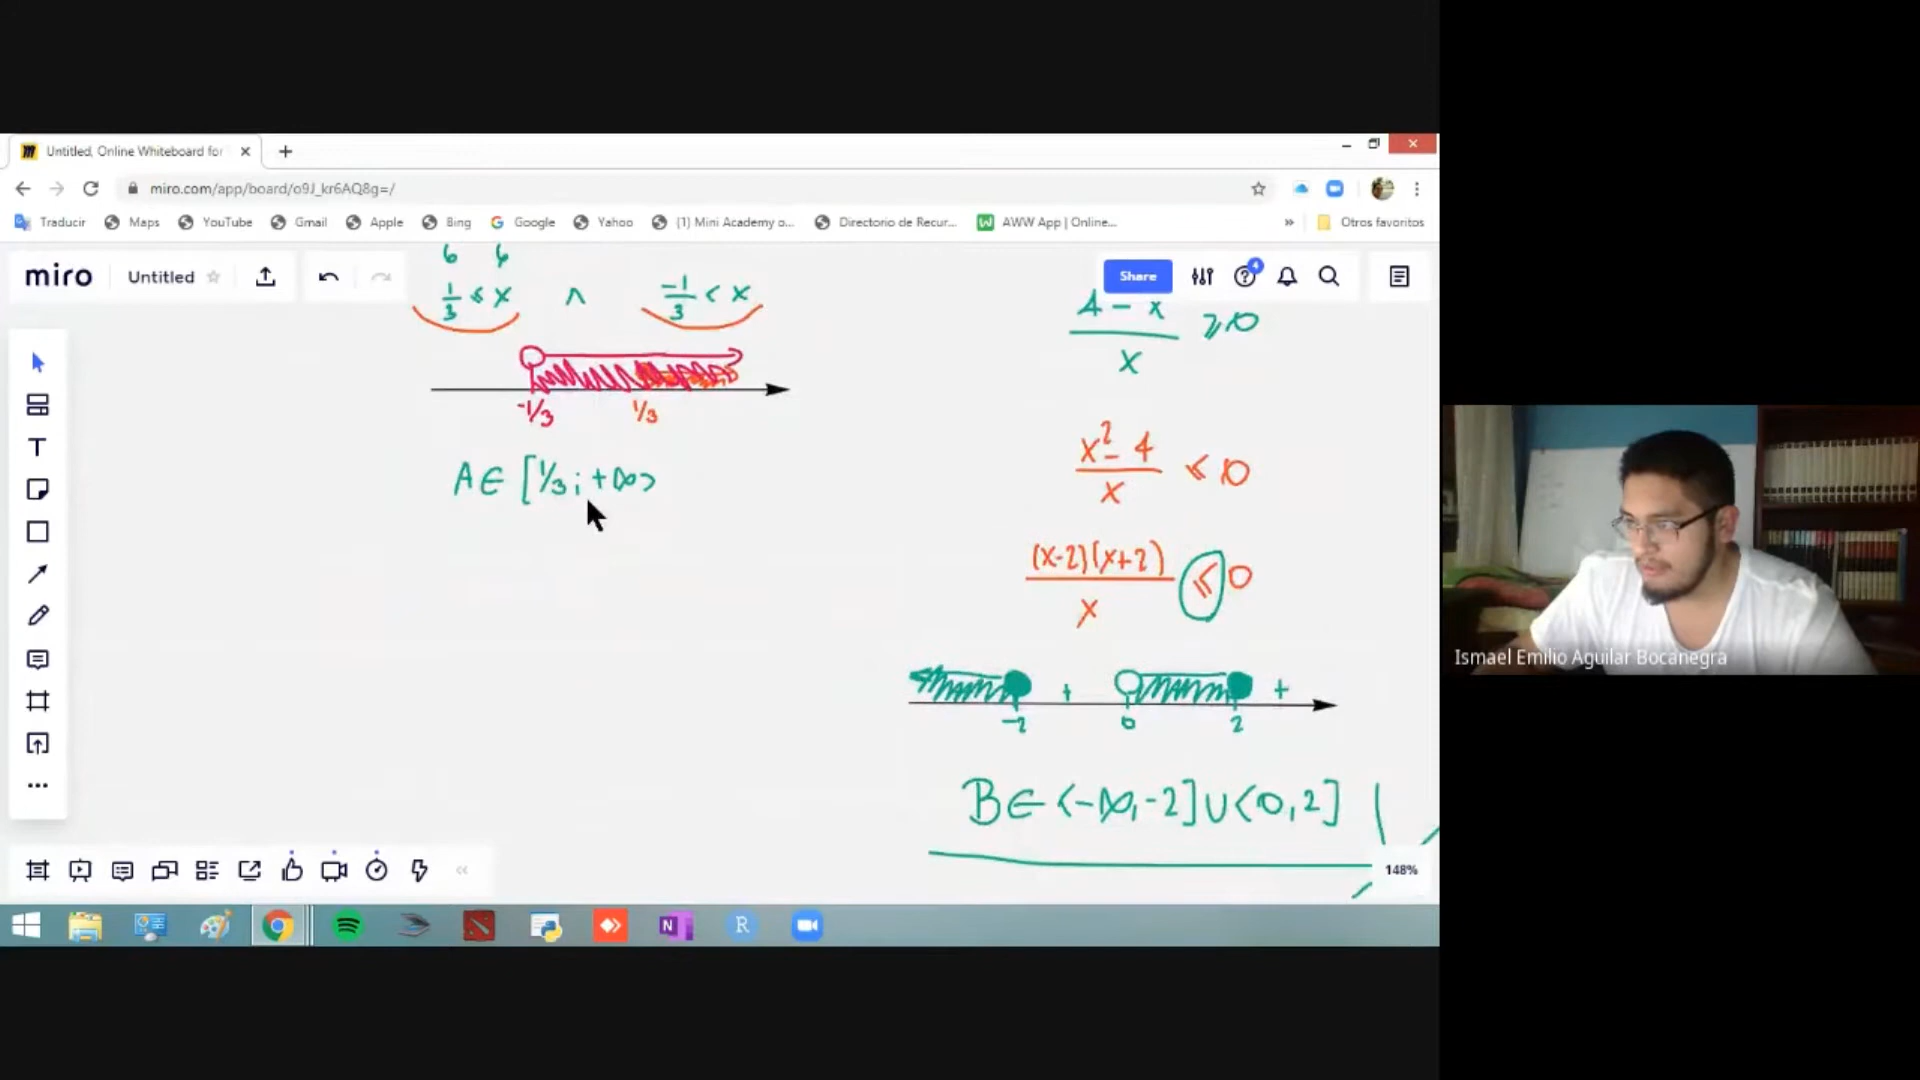 Untitled, Online Whiteboard for
miro.com/app/board/o9J_kr6AQ8g=/
Traducir Maps YouTube Gmail Apple Bing Google Yahoo (1) Mini Academy o... Directorio de Recur... AWW App | Online... » Otros favoritos
miro Untitled Share 4
6 6
1/3 ≤ x ∧ -1/3 < x
-1/3 1/3
A ∈ [1/3; +∞>
4 - x
x
≥ 0
x² - 4
x
≤ 0
(x-2)(x+2)
x
≤ 0
+ +
-2 0 2
B ∈ <-∞, -2] ∪ <0, 2]
148%
Ismael Emilio Aguilar Bocanegra